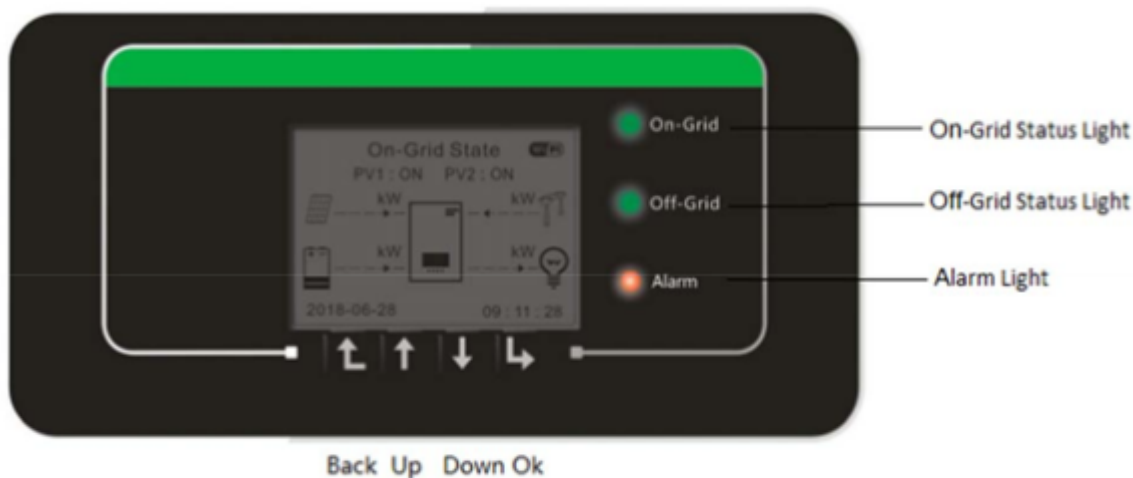 On-Grid State
PV1 : ON PV2 : ON
kW kW
kW kW
2018-06-28 09 : 11 : 28
On-Grid
Off-Grid
Alarm
On-Grid Status Light
Off-Grid Status Light
Alarm Light
Back Up Down Ok